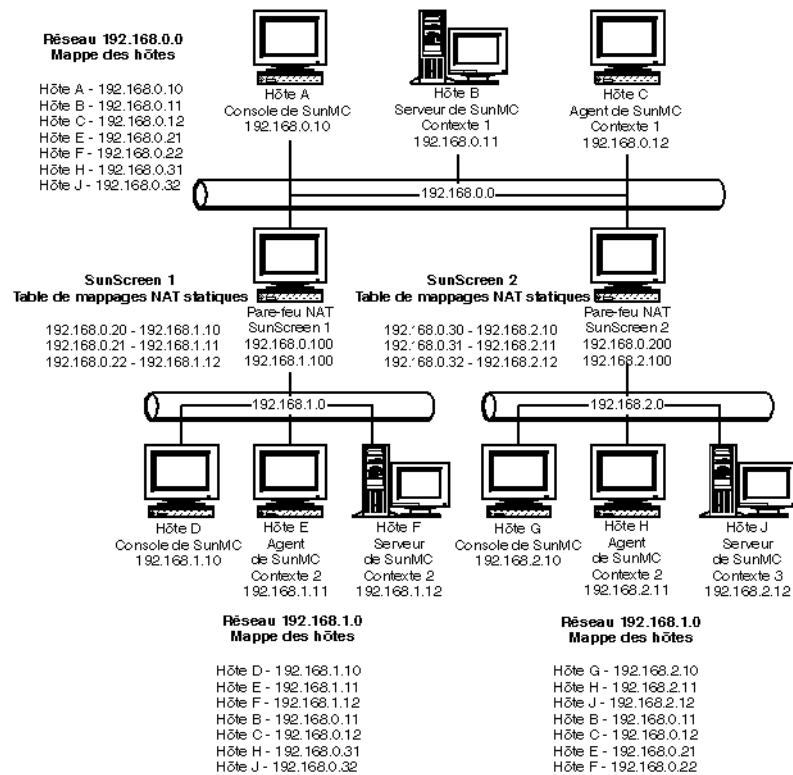 Réseau 192.168.0.0
Mappe des hôtes
Hôte A - 192.168.0.10
Hôte B - 192.168.0.11
Hôte C - 192.168.0.12
Hôte E - 192.168.0.21
Hôte F - 192.168.0.22
Hôte H - 192.168.0.31
Hôte J - 192.168.0.32
Hôte A
Console de SunMC
192.168.0.10
Hôte B
Serveur de SunMC
Contexte 1
192.168.0.11
Hôte C
Agent de SunMC
Contexte 1
192.168.0.12
192.168.0.0
SunScreen 1
Table de mappages NAT statiques
192.168.0.20 - 192.168.1.10
192.168.0.21 - 192.168.1.11
192.168.0.22 - 192.168.1.12
Pare-feu NAT
SunScreen 1
192.168.0.100
192.168.1.100
SunScreen 2
Table de mappages NAT statiques
192.168.0.30 - 192.168.2.10
192.168.0.31 - 192.168.2.11
192.168.0.32 - 192.168.2.12
Pare-feu NAT
SunScreen 2
192.168.0.200
192.168.2.100
192.168.1.0
192.168.2.0
Hôte D
Console de SunMC
192.168.1.10
Hôte E
Agent
de SunMC
Contexte 2
192.168.1.11
Hôte F
Serveur
de SunMC
Contexte 2
192.168.1.12
Hôte G
Console de SunMC
192.168.2.10
Hôte H
Agent
de SunMC
Contexte 2
192.168.2.11
Hôte J
Serveur
de SunMC
Contexte 3
192.168.2.12
Réseau 192.168.1.0
Mappe des hôtes
Hôte D - 192.168.1.10
Hôte E - 192.168.1.11
Hôte F - 192.168.1.12
Hôte B - 192.168.0.11
Hôte C - 192.168.0.12
Hôte H - 192.168.0.31
Hôte J - 192.168.0.32
Réseau 192.168.1.0
Mappe des hôtes
Hôte G - 192.168.2.10
Hôte H - 192.168.2.11
Hôte J - 192.168.2.12
Hôte B - 192.168.0.11
Hôte C - 192.168.0.12
Hôte E - 192.168.0.21
Hôte F - 192.168.0.22